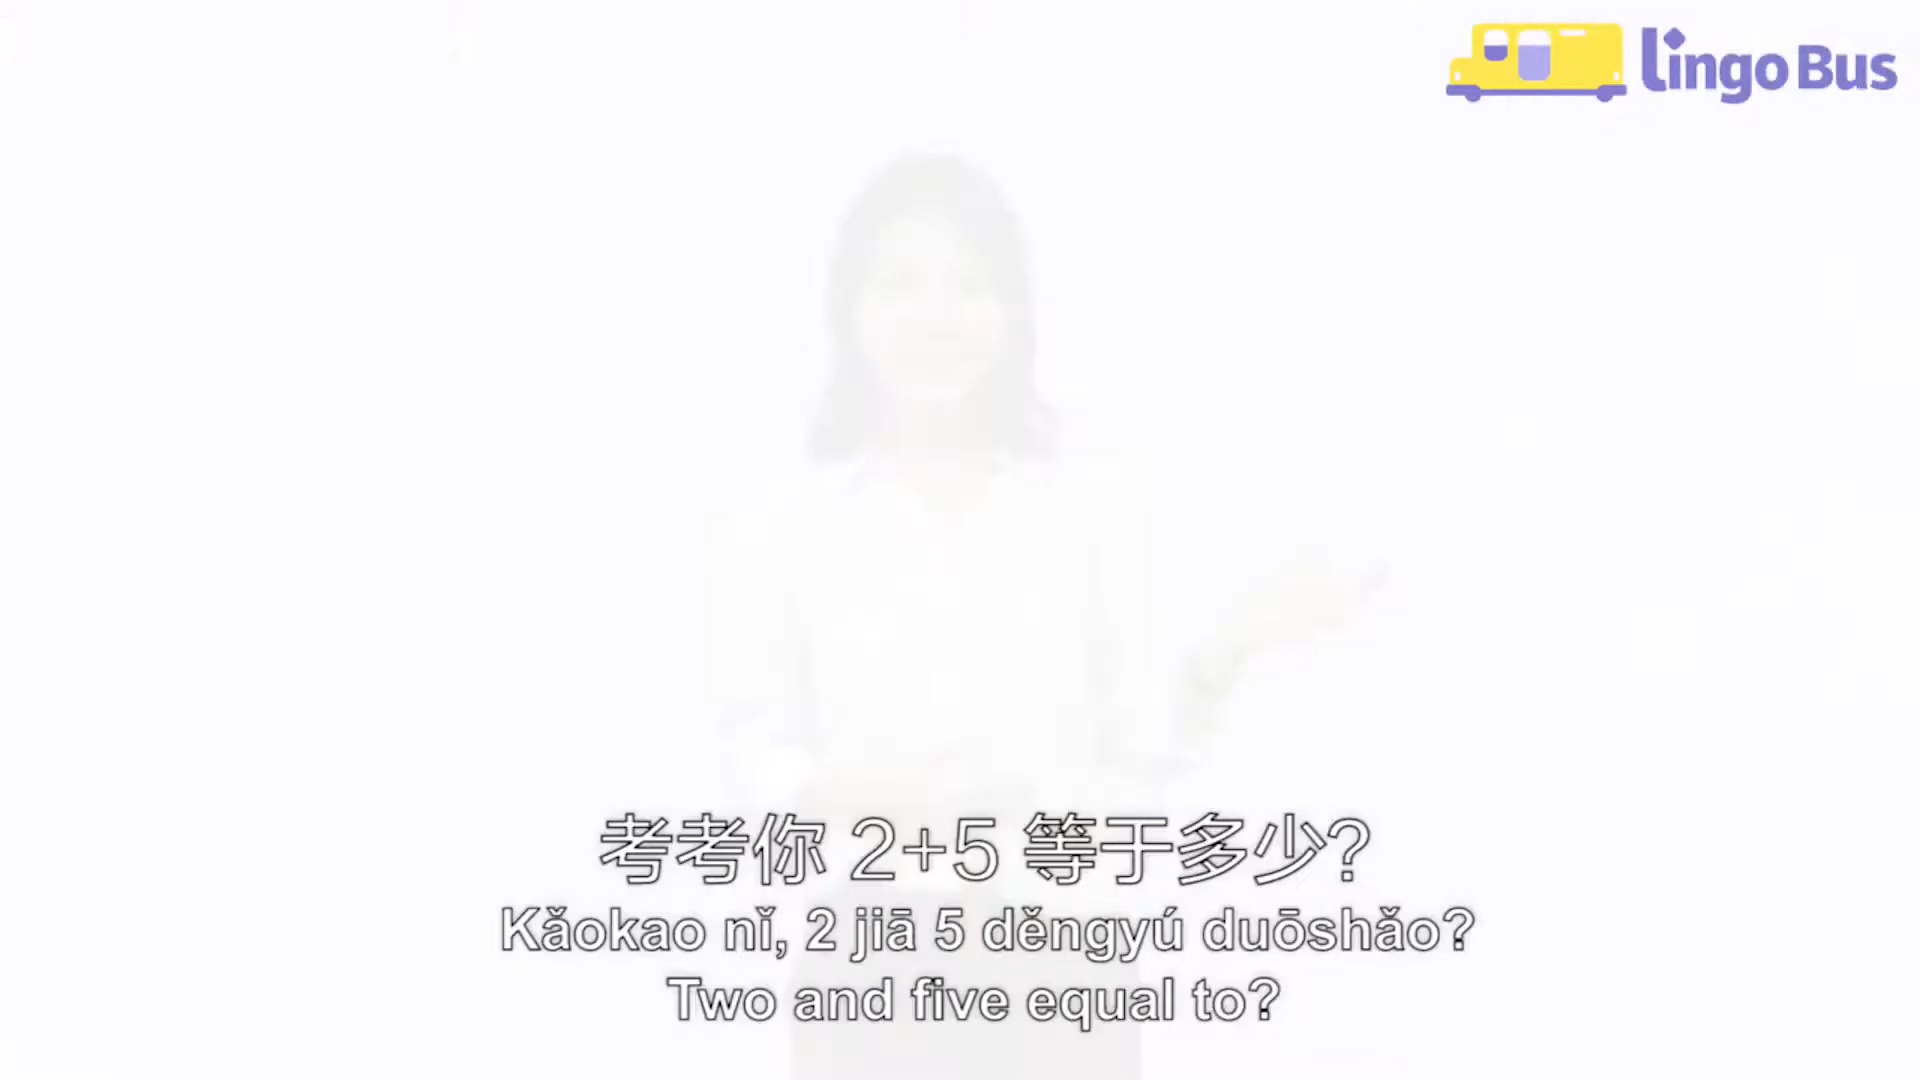 lingo Bus
考考你 2+5 等于多少?
Kǎokao nǐ, 2 jiā 5 děngyú duōshǎo?
Two and five equal to?